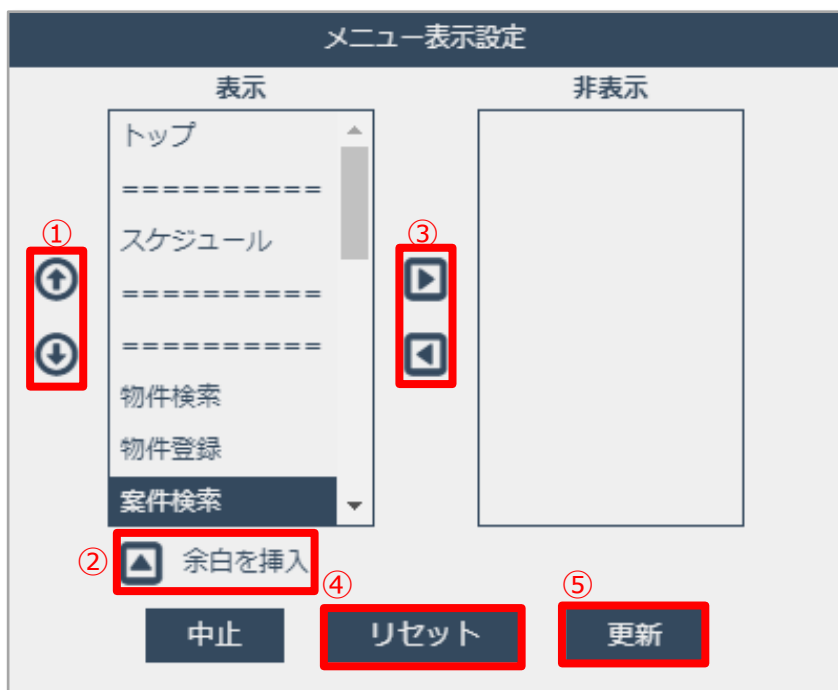 メニュー表示設定
表示
非表示
トップ
==========
スケジュール
==========
==========
物件検索
物件登録
案件検索
①
③
② 余白を挿入
④
⑤
中止
リセット
更新